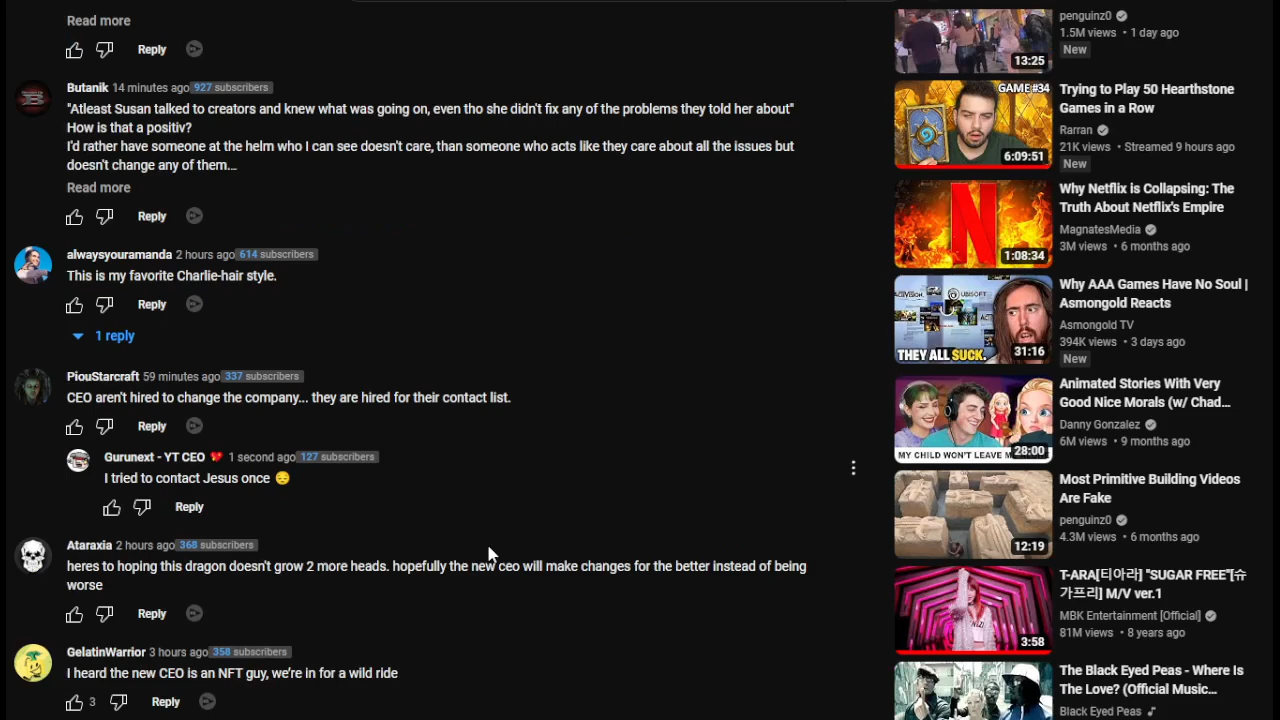 Read more
Reply
Butanik 14 minutes ago 927 subscribers
"Atleast Susan talked to creators and knew what was going on, even tho she didn't fix any of the problems they told her about"
How is that a positiv?
I'd rather have someone at the helm who I can see doesn't care, than someone who acts like they care about all the issues but
doesn't change any of them...
Read more
Reply
alwaysyouramanda 2 hours ago 614 subscribers
This is my favorite Charlie-hair style.
Reply
1 reply
PiouStarcraft 59 minutes ago 337 subscribers
CEO aren't hired to change the company... they are hired for their contact list.
Reply
Gurunext - YT CEO 💘 1 second ago 127 subscribers
I tried to contact Jesus once 😔
Reply
Ataraxia 2 hours ago 368 subscribers
heres to hoping this dragon doesn't grow 2 more heads. hopefully the new ceo will make changes for the better instead of being
worse
Reply
GelatinWarrior 3 hours ago 358 subscribers
I heard the new CEO is an NFT guy, we're in for a wild ride
3 Reply
13:25
penguinz0
1.5M views • 1 day ago
New
GAME #34
6:09:51
Trying to Play 50 Hearthstone
Games in a Row
Rarran
21K views • Streamed 9 hours ago
New
N
1:08:34
Why Netflix is Collapsing: The
Truth About Netflix's Empire
MagnatesMedia
3M views • 6 months ago
UBISOFT
THEY ALL SUCK.
31:16
Why AAA Games Have No Soul |
Asmongold Reacts
Asmongold TV
394K views • 3 days ago
New
MY CHILD WON'T LEAVE M
28:00
Animated Stories With Very
Good Nice Morals (w/ Chad...
Danny Gonzalez
6M views • 9 months ago
12:19
Most Primitive Building Videos
Are Fake
penguinz0
4.3M views • 6 months ago
3:58
T-ARA[티아라] "SUGAR FREE"[슈
가프리] M/V ver.1
MBK Entertainment [Official]
81M views • 8 years ago
The Black Eyed Peas - Where Is
The Love? (Official Music...
Black Eyed Peas